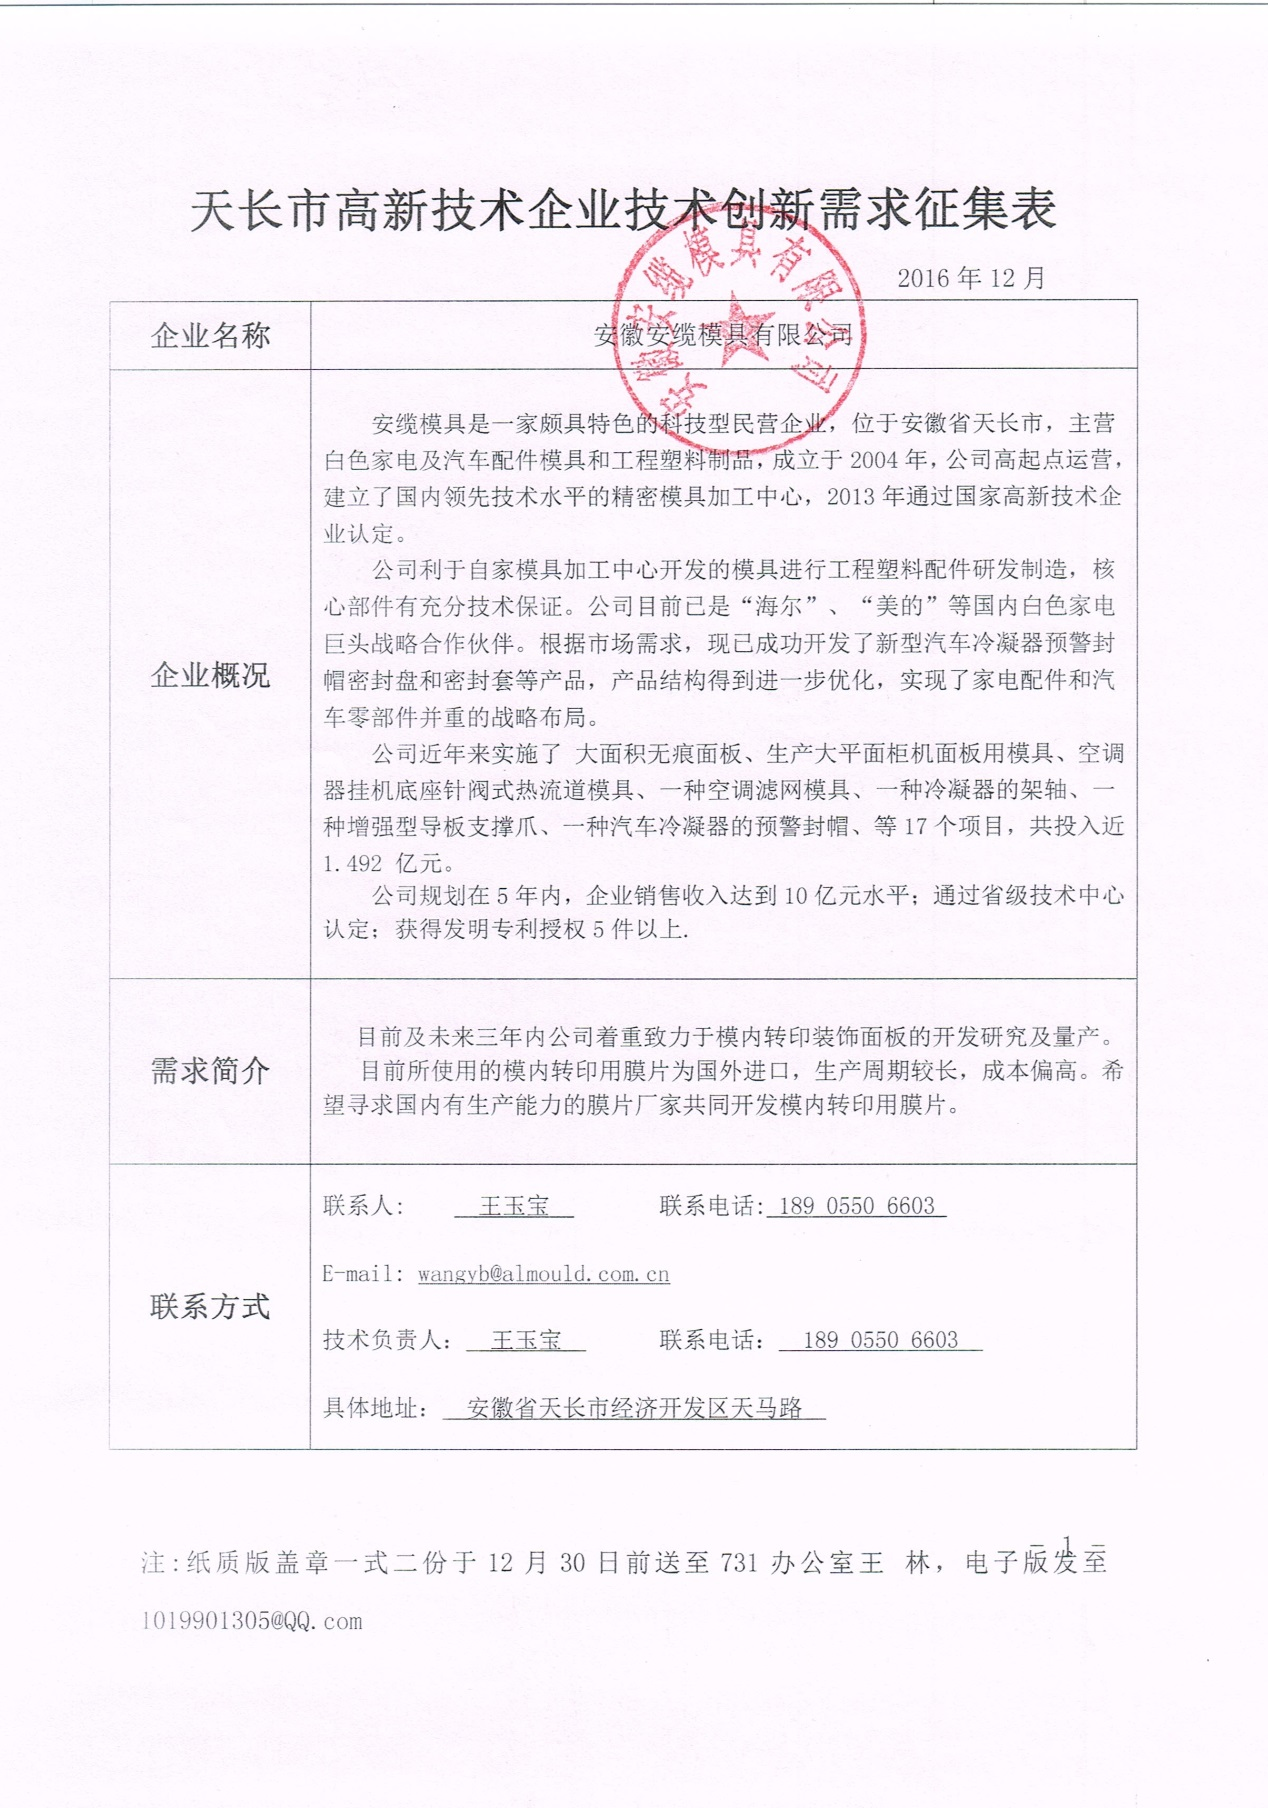 天长市高新技术企业技术创新需求征集表
2016 年 12 月
企业名称
安徽安缆模具有限公司
安徽安缆模具有限公司
企业概况
安缆模具是一家颇具特色的科技型民营企业，位于安徽省天长市，主营
白色家电及汽车配件模具和工程塑料制品，成立于 2004 年，公司高起点运营，
建立了国内领先技术水平的精密模具加工中心，2013 年通过国家高新技术企
业认定。
公司利于自家模具加工中心开发的模具进行工程塑料配件研发制造，核
心部件有充分技术保证。公司目前已是“海尔”、“美的”等国内白色家电
巨头战略合作伙伴。根据市场需求，现已成功开发了新型汽车冷凝器预警封
帽密封盘和密封套等产品，产品结构得到进一步优化，实现了家电配件和汽
车零部件并重的战略布局。
公司近年来实施了 大面积无痕面板、生产大平面柜机面板用模具、空调
器挂机底座针阀式热流道模具、一种空调滤网模具、一种冷凝器的架轴、一
种增强型导板支撑爪、一种汽车冷凝器的预警封帽、等 17 个项目，共投入近
1.492 亿元。
公司规划在 5 年内，企业销售收入达到 10 亿元水平；通过省级技术中心
认定；获得发明专利授权 5 件以上.
需求简介
目前及未来三年内公司着重致力于模内转印装饰面板的开发研究及量产。
目前所使用的模内转印用膜片为国外进口，生产周期较长，成本偏高。希
望寻求国内有生产能力的膜片厂家共同开发模内转印用膜片。
联系方式
联系人: 王玉宝 联系电话: 189 0550 6603
E-mail: wangyb@almould.com.cn
技术负责人: 王玉宝 联系电话: 189 0550 6603
具体地址: 安徽省天长市经济开发区天马路
- 1 -
注:纸质版盖章一式二份于 12 月 30 日前送至 731 办公室王 林，电子版发至
1019901305@QQ.com